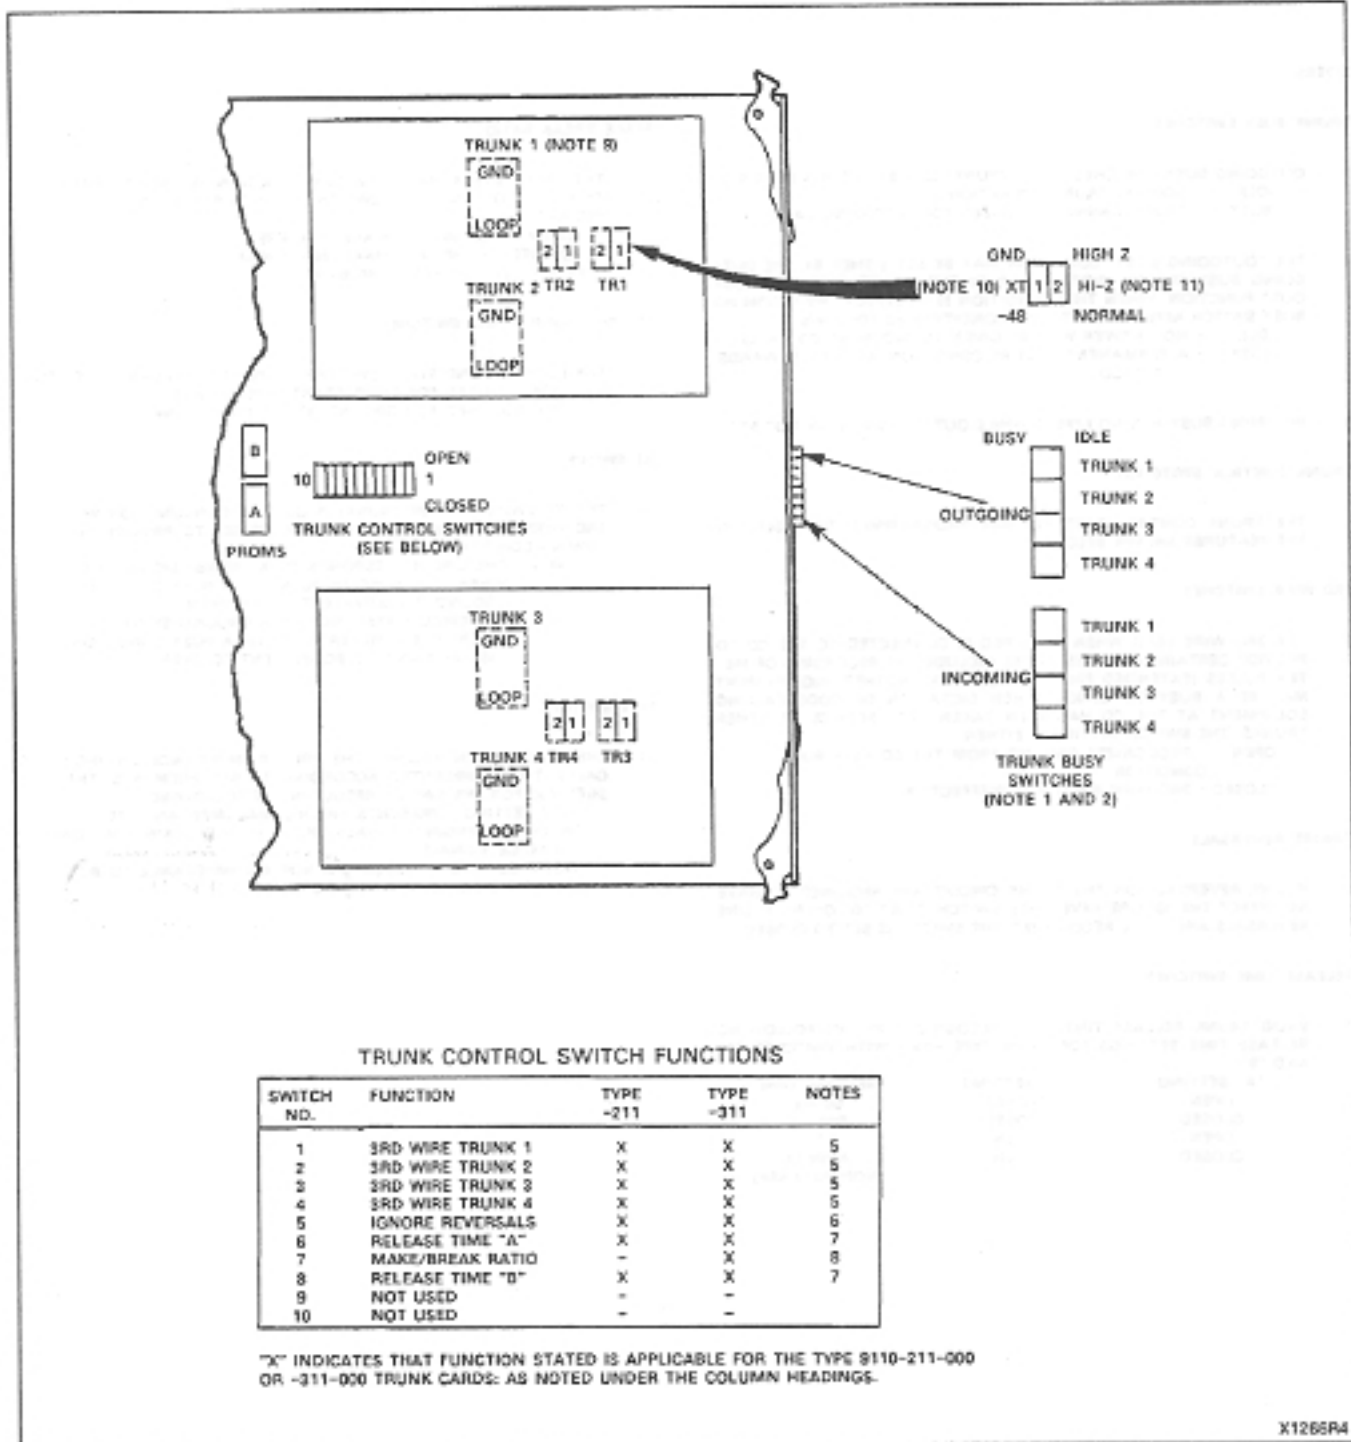 TRUNK 1 (NOTE 9)
GND
LOOP
2 1
2 1
TR2
TR1
TRUNK 2
GND
LOOP
GND
HIGH Z
(NOTE 10) XT 1 2 HI-Z (NOTE 11)
-48
NORMAL
B
A
PROMS
10
OPEN
1
CLOSED
TRUNK CONTROL SWITCHES
(SEE BELOW)
BUSY
IDLE
TRUNK 1
TRUNK 2
OUTGOING
TRUNK 3
TRUNK 4
TRUNK 1
TRUNK 2
INCOMING
TRUNK 3
TRUNK 4
TRUNK BUSY
SWITCHES
(NOTE 1 AND 2)
TRUNK 3
GND
LOOP
2 1
2 1
TR4
TR3
TRUNK 4
GND
LOOP
TRUNK CONTROL SWITCH FUNCTIONS
SWITCH NO. FUNCTION TYPE -211 TYPE -311 NOTES
1 3RD WIRE TRUNK 1 X X 5
2 3RD WIRE TRUNK 2 X X 5
3 3RD WIRE TRUNK 3 X X 5
4 3RD WIRE TRUNK 4 X X 5
5 IGNORE REVERSALS X X 6
6 RELEASE TIME "A" X X 7
7 MAKE/BREAK RATIO - X 8
8 RELEASE TIME "B" X X 7
9 NOT USED - -
10 NOT USED - -
"X" INDICATES THAT FUNCTION STATED IS APPLICABLE FOR THE TYPE 9110-211-000
OR -311-000 TRUNK CARDS: AS NOTED UNDER THE COLUMN HEADINGS.
X1266R4